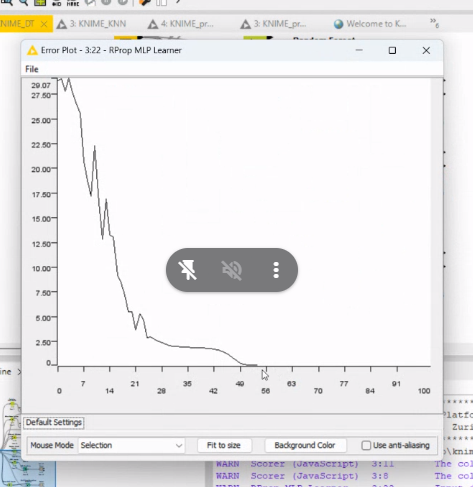 KNIME_DT × 3: KNIME_KNN 4: KNIME_pr... 3: KNIME_pr... Welcome to K... »6
Error Plot - 3:22 - RProp MLP Learner
File
29.07
27.50
25.00
22.50
20.00
17.50
15.00
12.50
10.00
7.50
5.00
2.50
0
0 7 14 21 28 35 42 49 56 63 70 77 84 91 100
Default Settings
Mouse Mode Selection Fit to size Background Color Use anti-aliasing
WARN Scorer (JavaScript) 3:11 The col
WARN Scorer (JavaScript) 3:8 The col